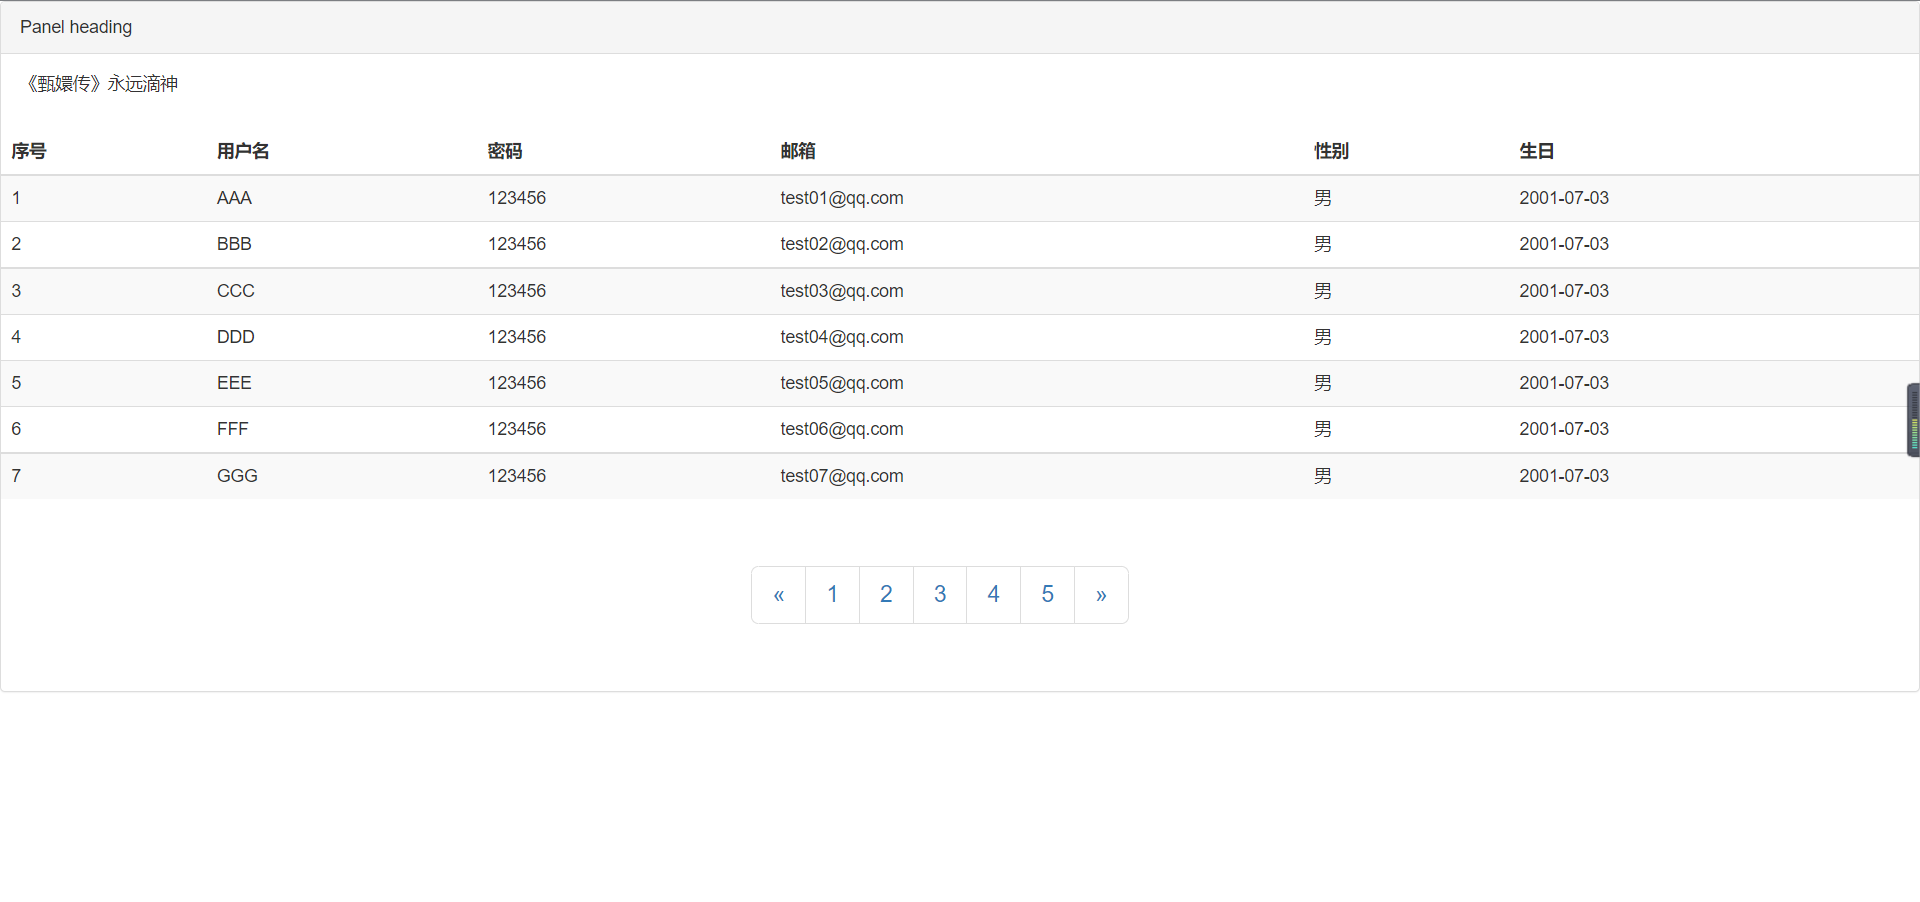 Panel heading
《甄嬛传》永远滴神
序号 用户名 密码 邮箱 性别 生日
1 AAA 123456 test01@qq.com 男 2001-07-03
2 BBB 123456 test02@qq.com 男 2001-07-03
3 CCC 123456 test03@qq.com 男 2001-07-03
4 DDD 123456 test04@qq.com 男 2001-07-03
5 EEE 123456 test05@qq.com 男 2001-07-03
6 FFF 123456 test06@qq.com 男 2001-07-03
7 GGG 123456 test07@qq.com 男 2001-07-03
« 1 2 3 4 5 »